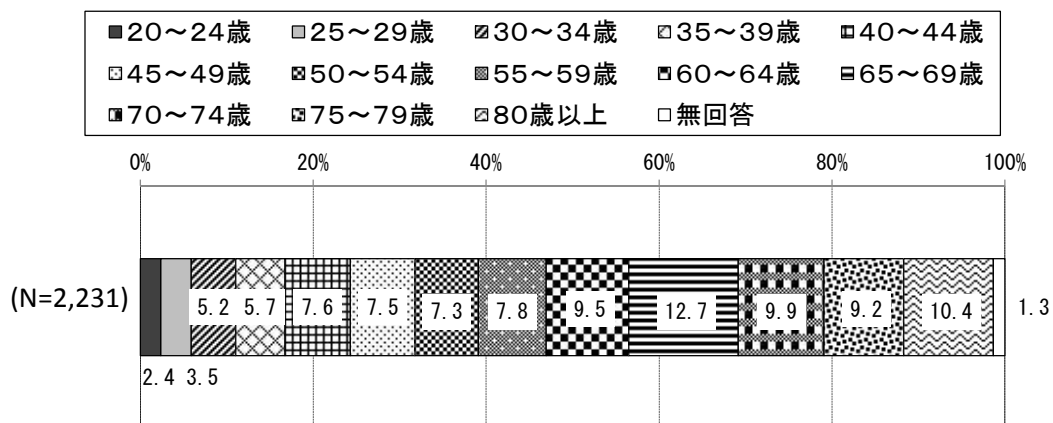 ■20～24歳 ■25～29歳 ■30～34歳 ■35～39歳 ■40～44歳
■45～49歳 ■50～54歳 ■55～59歳 ■60～64歳 ■65～69歳
■70～74歳 ■75～79歳 ■80歳以上 □無回答
0% 20% 40% 60% 80% 100%
(N=2,231) 5.2 5.7 7.6 7.5 7.3 7.8 9.5 12.7 9.9 9.2 10.4 1.3
2.4 3.5